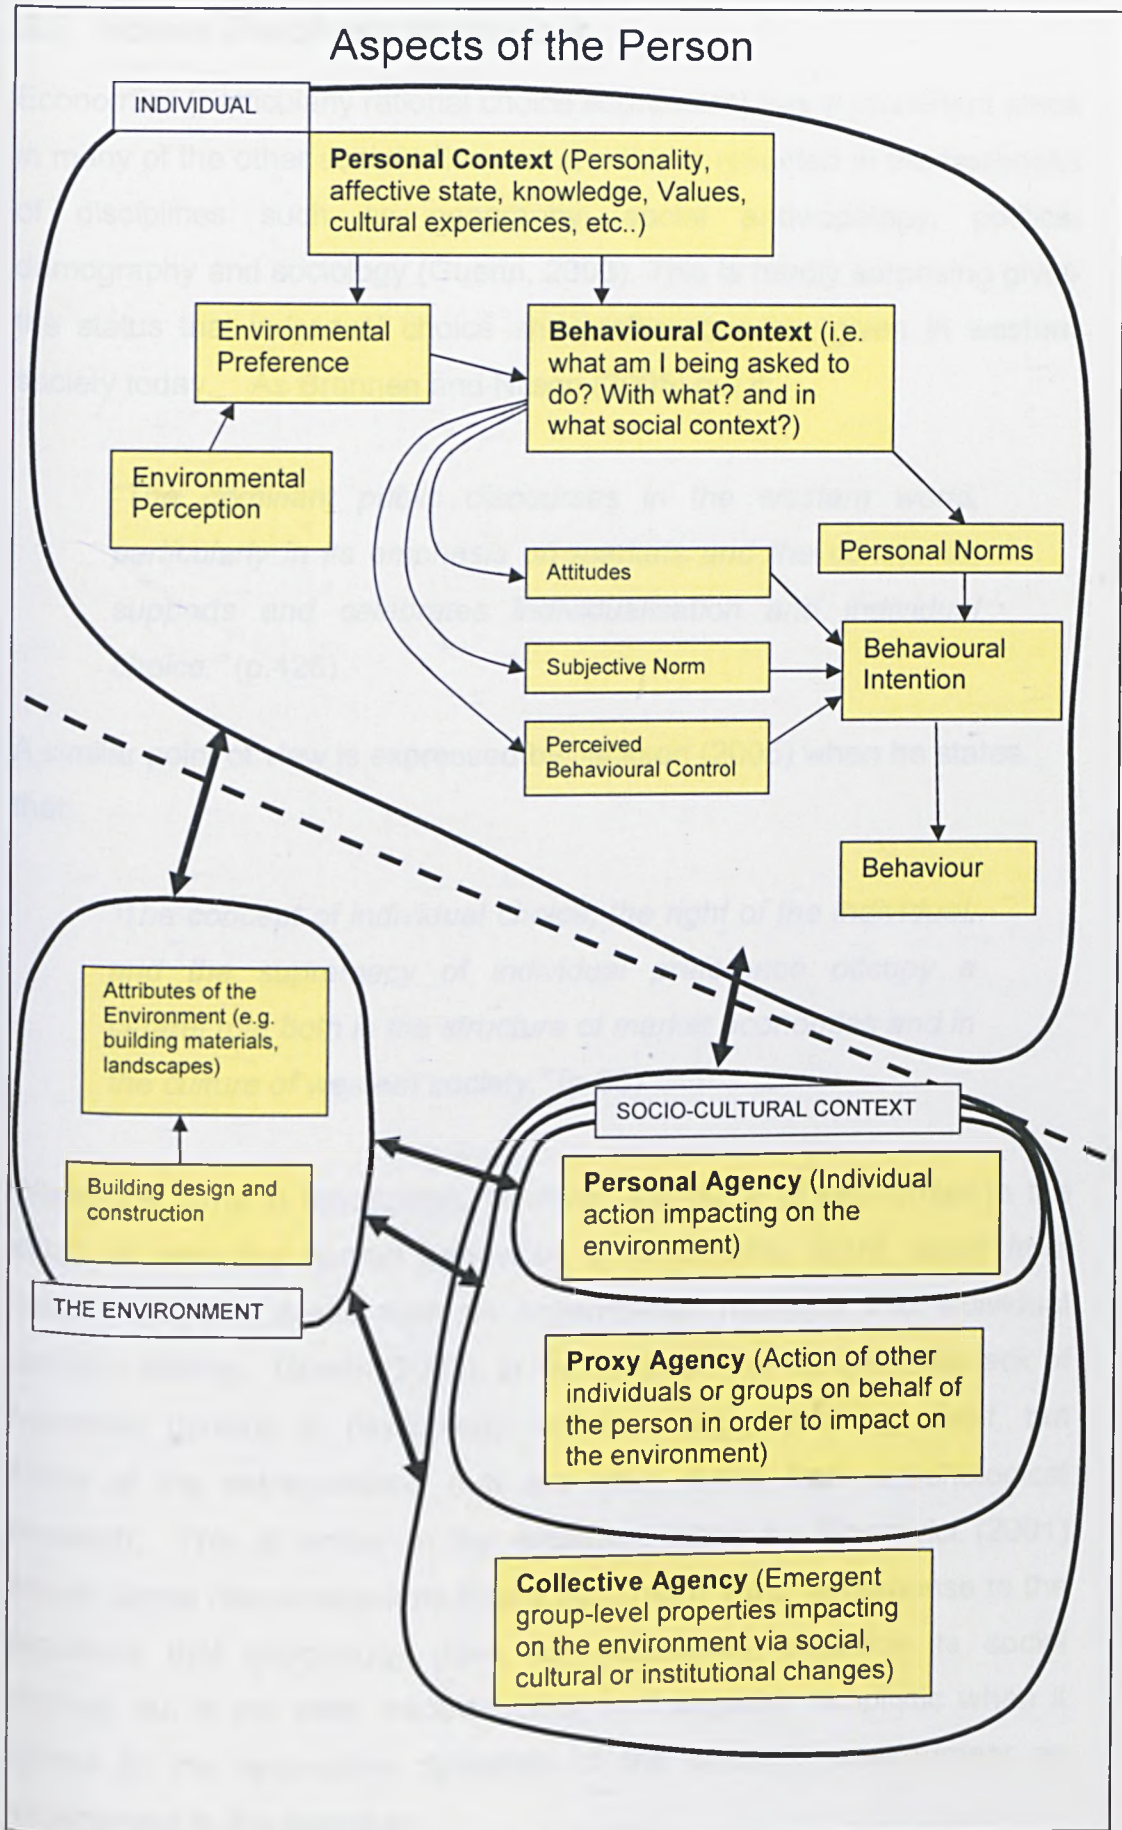 Aspects of the Person
INDIVIDUAL
Personal Context (Personality,
affective state, knowledge, Values,
cultural experiences, etc..)
Environmental
Preference
Behavioural Context (i.e.
what am I being asked to
do? With what? and in
what social context?)
Environmental
Perception
Personal Norms
Attitudes
Subjective Norm
Perceived
Behavioural Control
Behavioural
Intention
Behaviour
Attributes of the
Environment (e.g.
building materials,
landscapes)
Building design and
construction
THE ENVIRONMENT
SOCIO-CULTURAL CONTEXT
Personal Agency (Individual
action impacting on the
environment)
Proxy Agency (Action of other
individuals or groups on behalf of
the person in order to impact on
the environment)
Collective Agency (Emergent
group-level properties impacting
on the environment via social,
cultural or institutional changes)